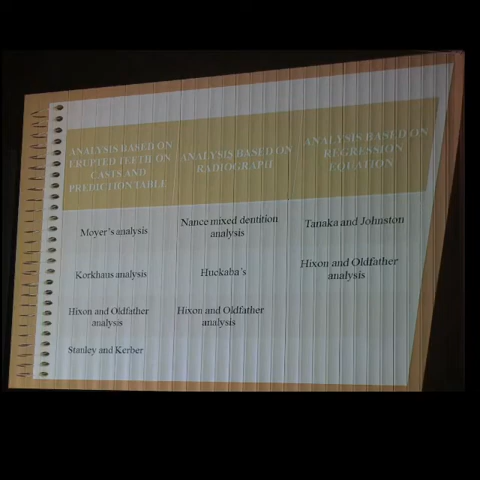 ANALYSIS BASED ON
ERUPTED TEETH ON
CASTS AND
PREDICTION TABLE
ANALYSIS BASED ON
RADIOGRAPH
ANALYSIS BASED ON
REGRESSION
EQUATION
Moyer's analysis
Nance mixed dentition
analysis
Tanaka and Johnston
Korkhaus analysis
Huckaba's
Hixon and Oldfather
analysis
Hixon and Oldfather
analysis
Hixon and Oldfather
analysis
Stanley and Kerber